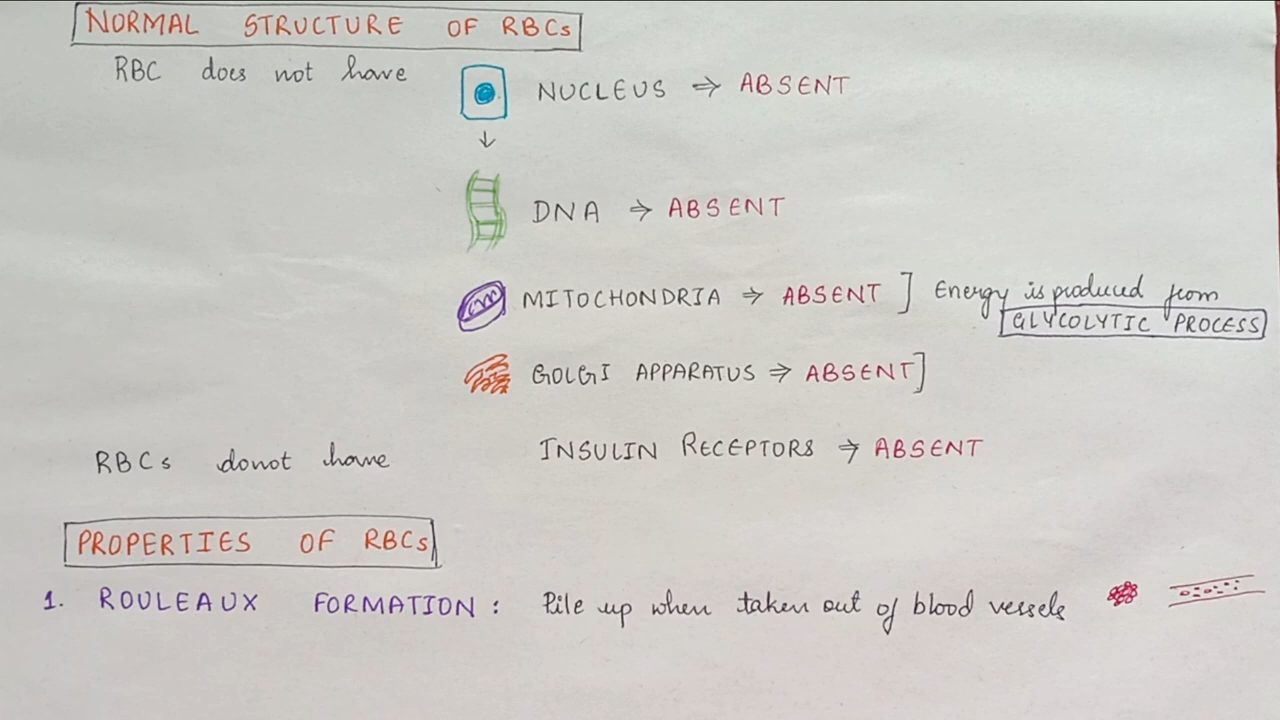 NORMAL STRUCTURE OF RBCs
RBC does not have
NUCLEUS ⇒ ABSENT
↓
DNA → ABSENT
MITOCHONDRIA ⇒ ABSENT ] Energy is produced from
GLYCOLYTIC PROCESS
GOLGI APPARATUS ⇒ ABSENT ]
RBCs donot have INSULIN RECEPTORS → ABSENT
PROPERTIES OF RBCs
1. ROULEAUX FORMATION : Pile up when taken out of blood vessels